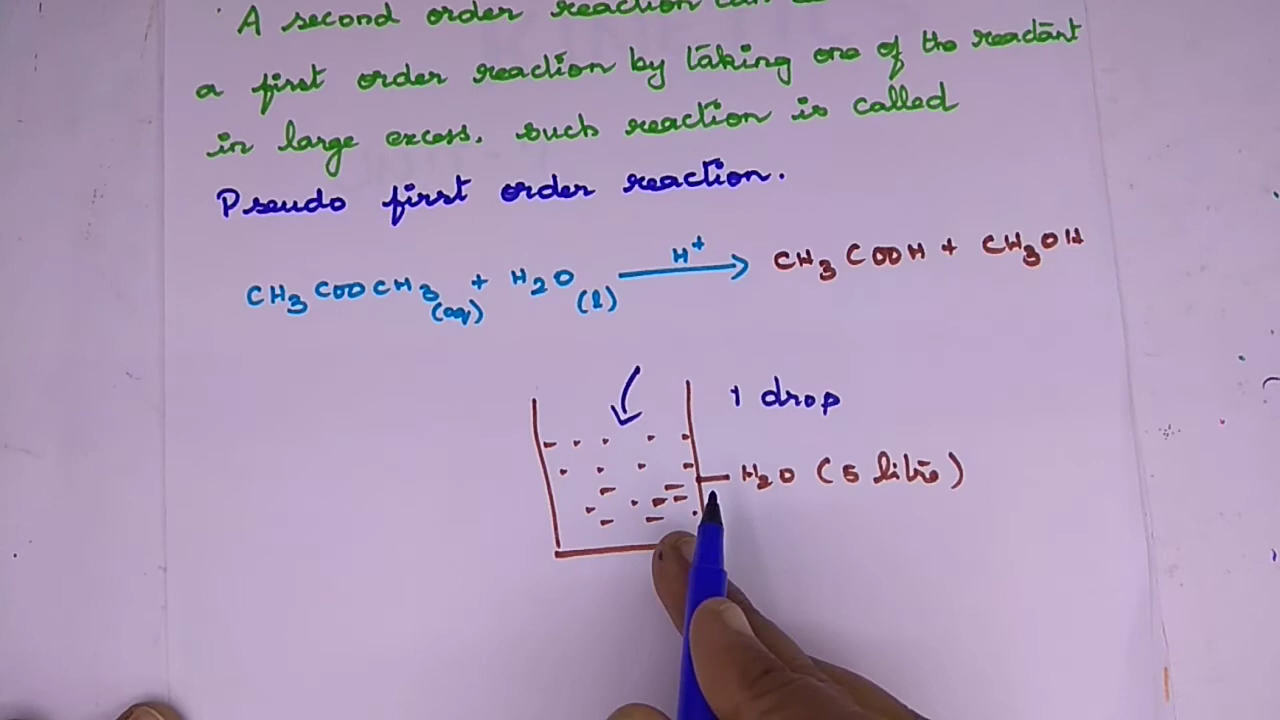 A second order reaction can
a first order reaction by taking one of the reactant
in large excess. such reaction is called
Pseudo first order reaction.
CH3COOCH3(aq) + H2O(l) H+ → CH3COOH + CH3OH
1 drop
H2O (5 litre)